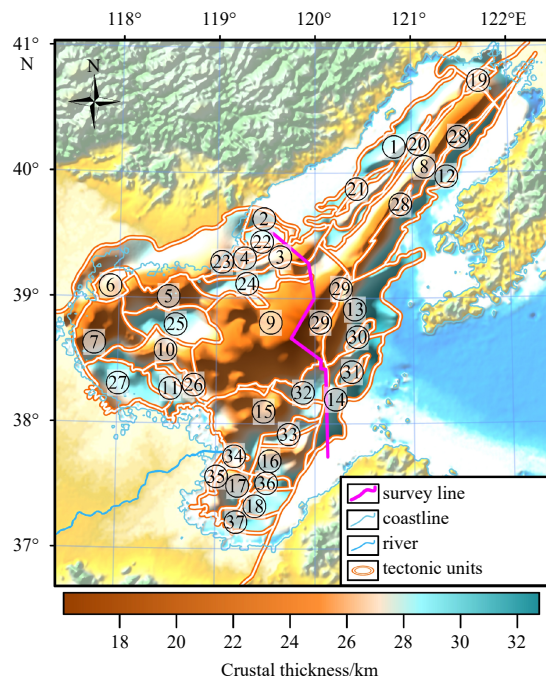 118° 119° 120° 121° 122°E
41°
N
N
19
1 20 28
40°
8 12
21
28
2
22
23 4 3
24
6 5 29
39°
13
25 9 29
30
7 10
31
27 11 26 32
14
38°
15
33
34 16
35
17 36
18
37
37°
survey line
coastline
river
tectonic units
18 20 22 24 26 28 30 32
Crustal thickness/km